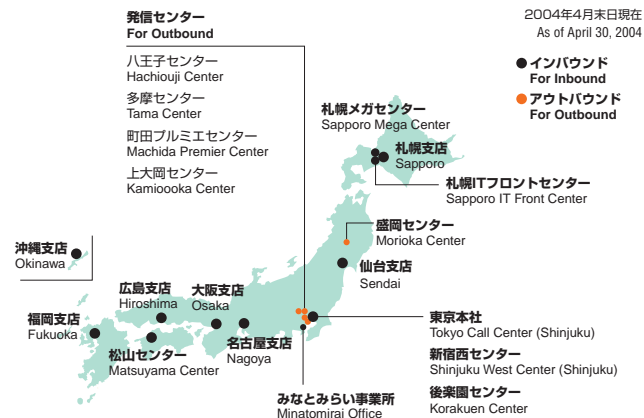 発信センター
For Outbound
八王子センター
Hachiouji Center
多摩センター
Tama Center
町田プルミエセンター
Machida Premier Center
上大岡センター
Kamioooka Center
2004年4月末日現在
As of April 30, 2004
インバウンド
For Inbound
アウトバウンド
For Outbound
札幌メガセンター
Sapporo Mega Center
札幌支店
Sapporo
札幌ITフロントセンター
Sapporo IT Front Center
盛岡センター
Morioka Center
仙台支店
Sendai
沖縄支店
Okinawa
広島支店
Hiroshima
大阪支店
Osaka
福岡支店
Fukuoka
松山センター
Matsuyama Center
名古屋支店
Nagoya
東京本社
Tokyo Call Center (Shinjuku)
新宿西センター
Shinjuku West Center (Shinjuku)
後楽園センター
Korakuen Center
みなとみらい事業所
Minatomirai Office